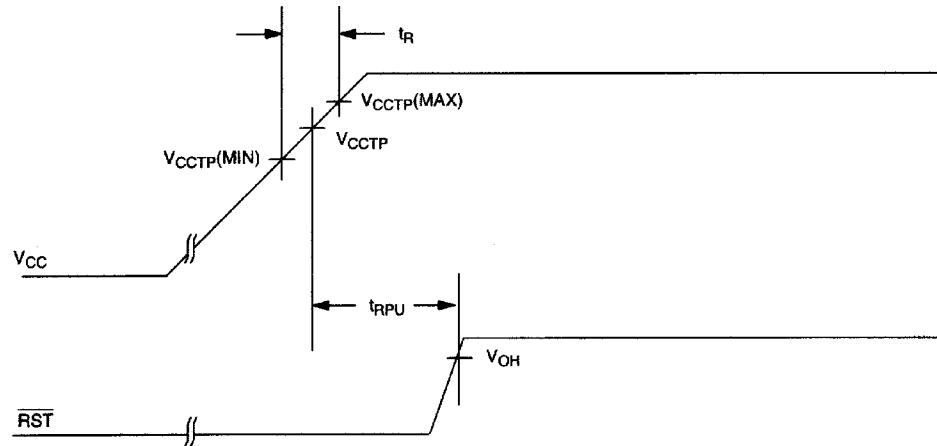 tR
VCCTP(MAX)
VCCTP
VCCTP(MIN)
VCC
tRPU
VOH
RST